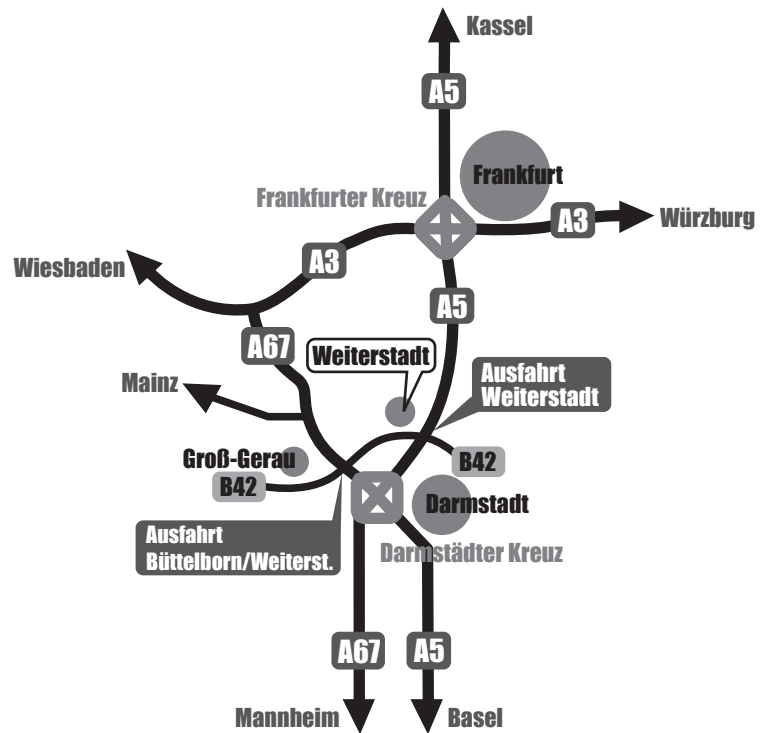 Kassel
A5
Frankfurt
Frankfurter Kreuz
A3
Würzburg
Wiesbaden
A3
A5
A67
Weiterstadt
Mainz
Ausfahrt
Weiterstadt
Groß-Gerau
B42
B42
Darmstadt
Ausfahrt
Büttelborn/Weiterst.
Darmstädter Kreuz
A67
A5
Mannheim
Basel